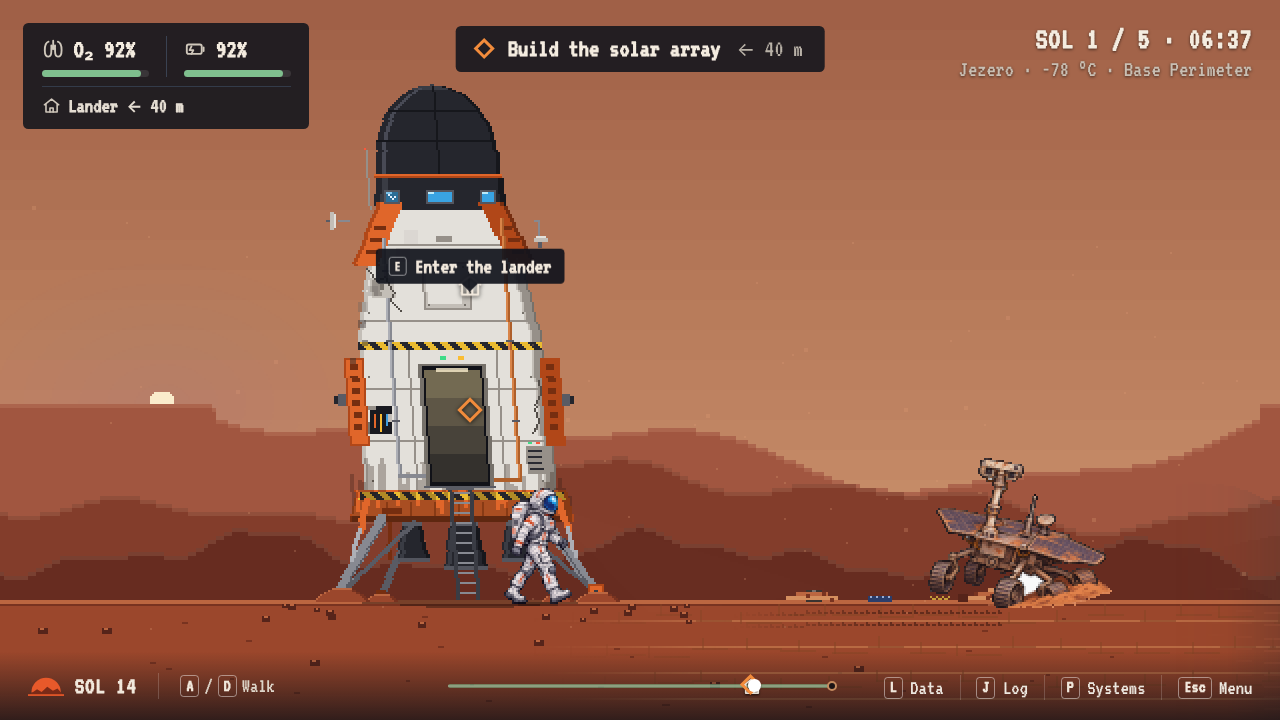 O₂ 92%
92%
Lander ← 40 m
Build the solar array ← 40 m
SOL 1 / 5 · 06:37
Jezero · -78 °C · Base Perimeter
E Enter the lander
SOL 14
A / D Walk
L Data
J Log
P Systems
Esc Menu